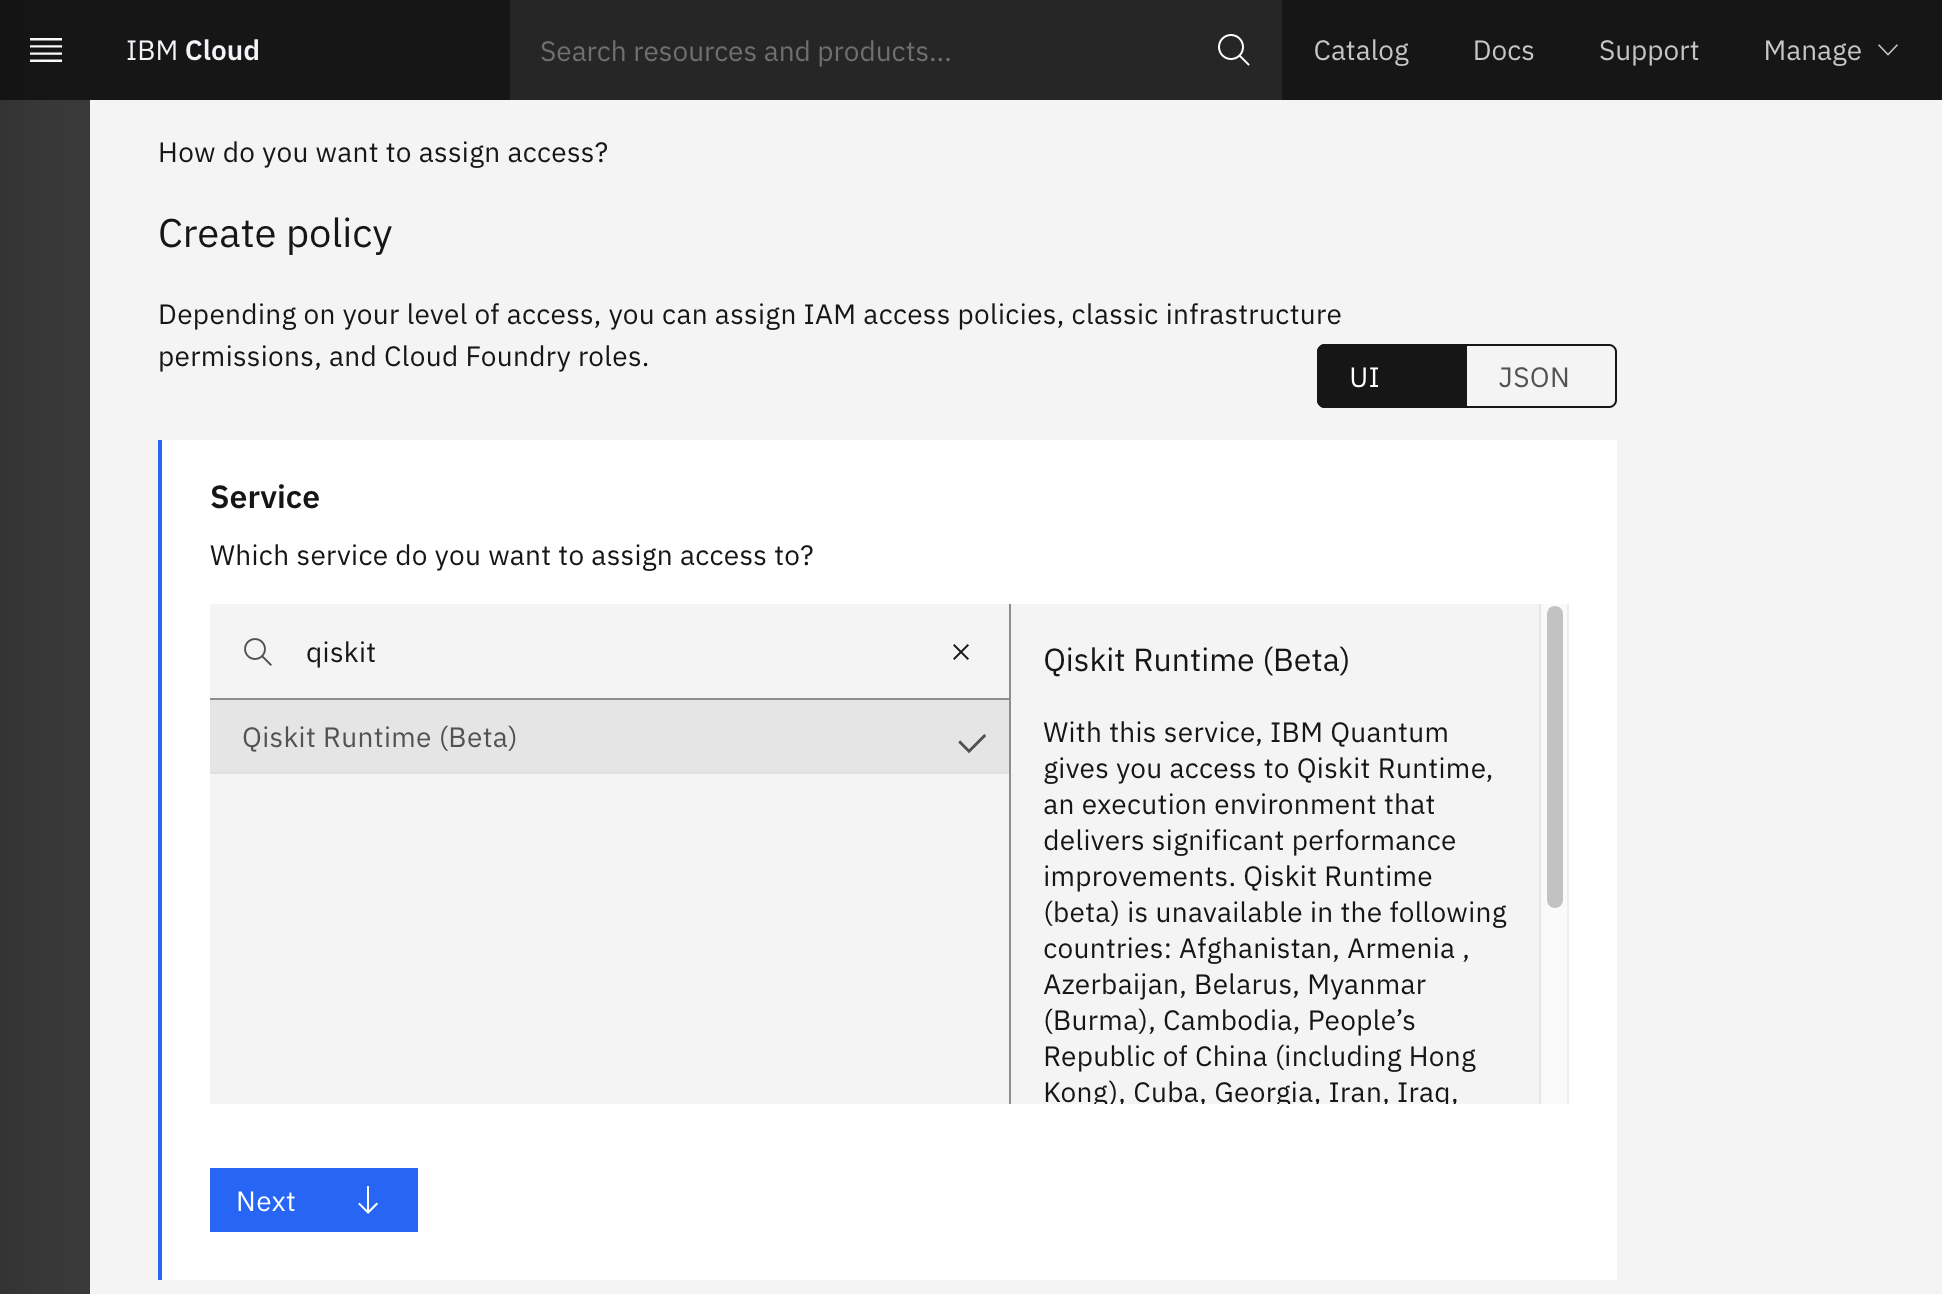 IBM Cloud
Search resources and products...
Catalog
Docs
Support
Manage
How do you want to assign access?
Create policy
Depending on your level of access, you can assign IAM access policies, classic infrastructure
permissions, and Cloud Foundry roles.
UI
JSON
Service
Which service do you want to assign access to?
qiskit
Qiskit Runtime (Beta)
Qiskit Runtime (Beta)
With this service, IBM Quantum
gives you access to Qiskit Runtime,
an execution environment that
delivers significant performance
improvements. Qiskit Runtime
(beta) is unavailable in the following
countries: Afghanistan, Armenia ,
Azerbaijan, Belarus, Myanmar
(Burma), Cambodia, People’s
Republic of China (including Hong
Kong), Cuba, Georgia, Iran, Iraq,
Next